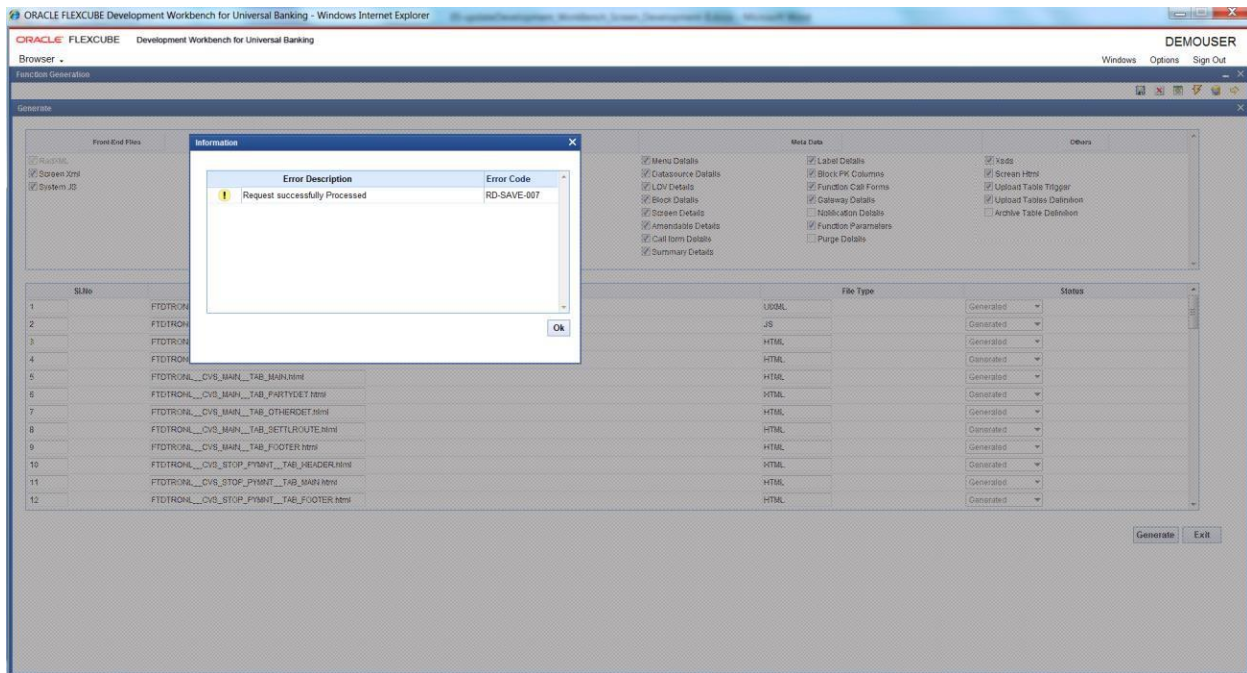 ORACLE FLEXCUBE Development Workbench for Universal Banking - Windows Internet Explorer
ORACLE FLEXCUBE Development Workbench for Universal Banking DEMOUSER
Browser Windows Options Sign Out
Function Generation
Generate
Front-End Files Meta Data Others
RadXML Menu Details Label Details Xsds
Screen Xml Datasource Details Block PK Columns Screen Html
System JS LOV Details Function Call Forms Upload Table Trigger
Block Details Gateway Details Upload Tables Definition
Screen Details Notification Details Archive Table Definition
Amendable Details Function Parameters
Call form Details Purge Details
Summary Details
Information
Error Description Error Code
Request successfully Processed RD-SAVE-007
Ok
Sl.No File Type Status
1 FTDTRON UIXML Generated
2 FTDTRON JS Generated
3 FTDTRON HTML Generated
4 FTDTRON HTML Generated
5 FTDTRONL__CVS_MAIN__TAB_MAIN.html HTML Generated
6 FTDTRONL__CVS_MAIN__TAB_PARTYDET.html HTML Generated
7 FTDTRONL__CVS_MAIN__TAB_OTHERDET.html HTML Generated
8 FTDTRONL__CVS_MAIN__TAB_SETTLROUTE.html HTML Generated
9 FTDTRONL__CVS_MAIN__TAB_FOOTER.html HTML Generated
10 FTDTRONL__CVS_STOP_PYMNT__TAB_HEADER.html HTML Generated
11 FTDTRONL__CVS_STOP_PYMNT__TAB_MAIN.html HTML Generated
12 FTDTRONL__CVS_STOP_PYMNT__TAB_FOOTER.html HTML Generated
Generate Exit